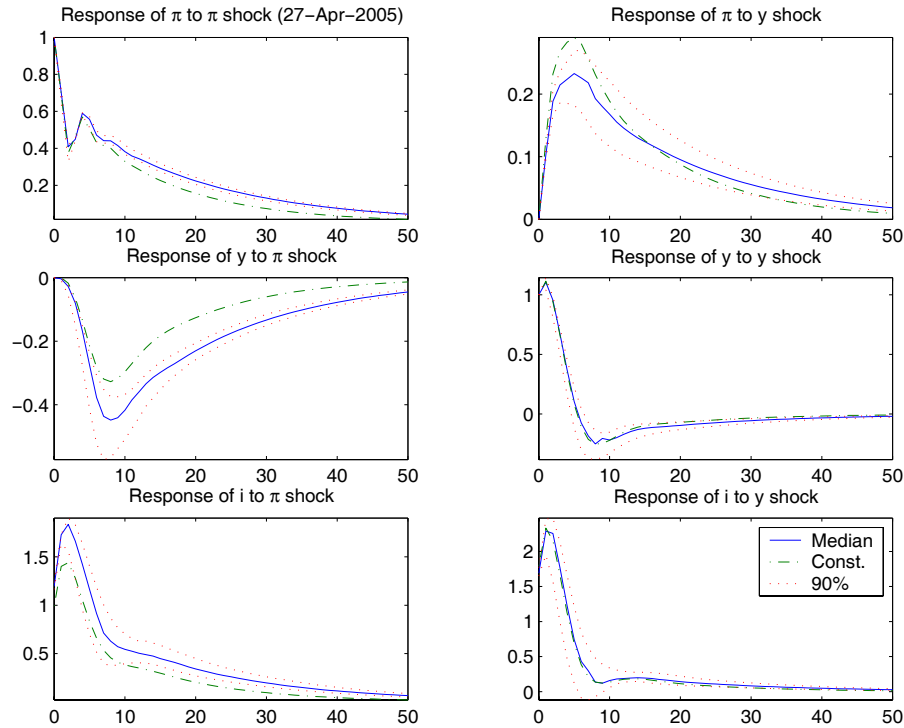 Response of π to π shock (27−Apr−2005)
1
0.8
0.6
0.4
0.2
0 10 20 30 40 50
Response of π to y shock
0.2
0.1
0
0 10 20 30 40 50
Response of y to π shock
0
−0.2
−0.4
0 10 20 30 40 50
Response of y to y shock
1
0.5
0
0 10 20 30 40 50
Response of i to π shock
1.5
1
0.5
0 10 20 30 40 50
Response of i to y shock
2
1.5
1
0.5
0
0 10 20 30 40 50
Median
Const.
90%